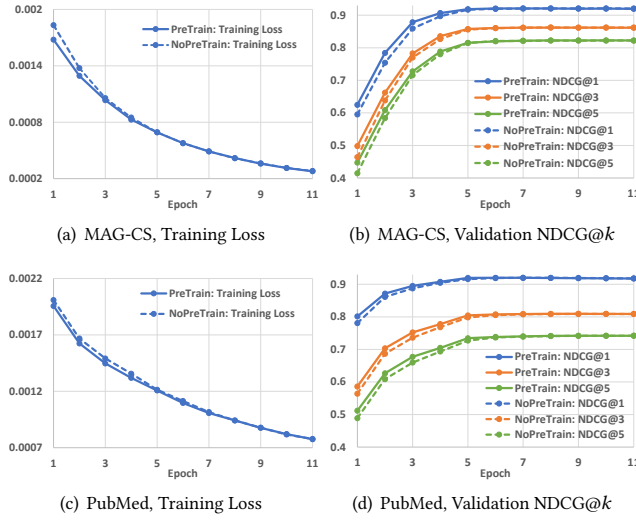 0.002
0.0014
0.0008
0.0002
1 3 5 7 9 11
Epoch
PreTrain: Training Loss
NoPreTrain: Training Loss
(a) MAG-CS, Training Loss
0.9
0.8
0.7
0.6
0.5
0.4
1 3 5 7 9 11
Epoch
PreTrain: NDCG@1
PreTrain: NDCG@3
PreTrain: NDCG@5
NoPreTrain: NDCG@1
NoPreTrain: NDCG@3
NoPreTrain: NDCG@5
(b) MAG-CS, Validation NDCG@k
0.0022
0.0017
0.0012
0.0007
1 3 5 7 9 11
Epoch
PreTrain: Training Loss
NoPreTrain: Training Loss
(c) PubMed, Training Loss
0.9
0.8
0.7
0.6
0.5
0.4
1 3 5 7 9 11
Epoch
PreTrain: NDCG@1
PreTrain: NDCG@3
PreTrain: NDCG@5
NoPreTrain: NDCG@1
NoPreTrain: NDCG@3
NoPreTrain: NDCG@5
(d) PubMed, Validation NDCG@k